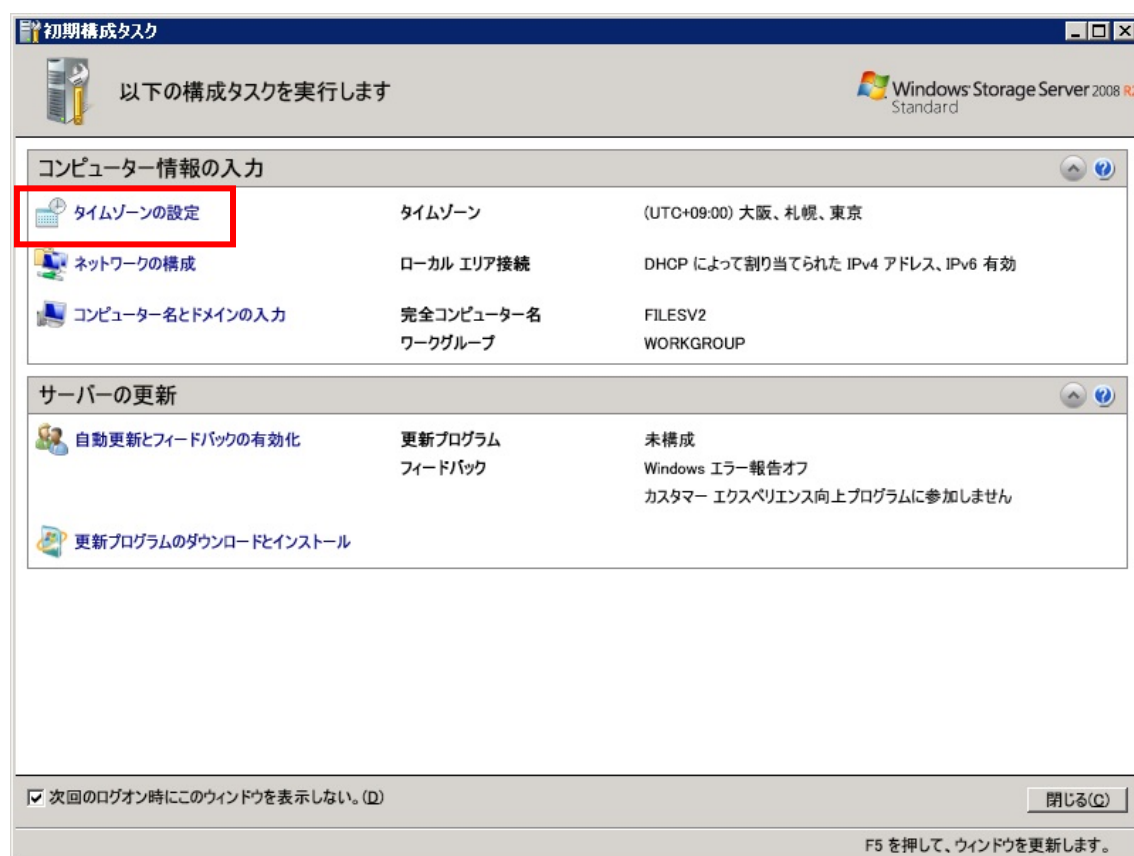 初期構成タスク
以下の構成タスクを実行します
Windows Storage Server 2008 R2
Standard
コンピューター情報の入力
タイムゾーンの設定 タイムゾーン (UTC+09:00) 大阪、札幌、東京
ネットワークの構成 ローカル エリア接続 DHCP によって割り当てられた IPv4 アドレス、IPv6 有効
コンピューター名とドメインの入力 完全コンピューター名 FILESV2
ワークグループ WORKGROUP
サーバーの更新
自動更新とフィードバックの有効化 更新プログラム 未構成
フィードバック Windows エラー報告オフ
カスタマー エクスペリエンス向上プログラムに参加しません
更新プログラムのダウンロードとインストール
次回のログオン時にこのウィンドウを表示しない。(D)
閉じる(C)
F5 を押して、ウィンドウを更新します。